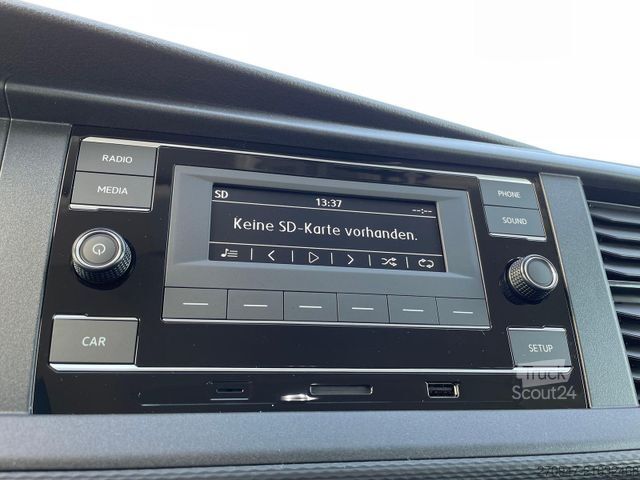 RADIO
MEDIA
SD
13:37
--:--
Keine SD-Karte vorhanden.
PHONE
SOUND
CAR
SETUP
Truck
Scout24